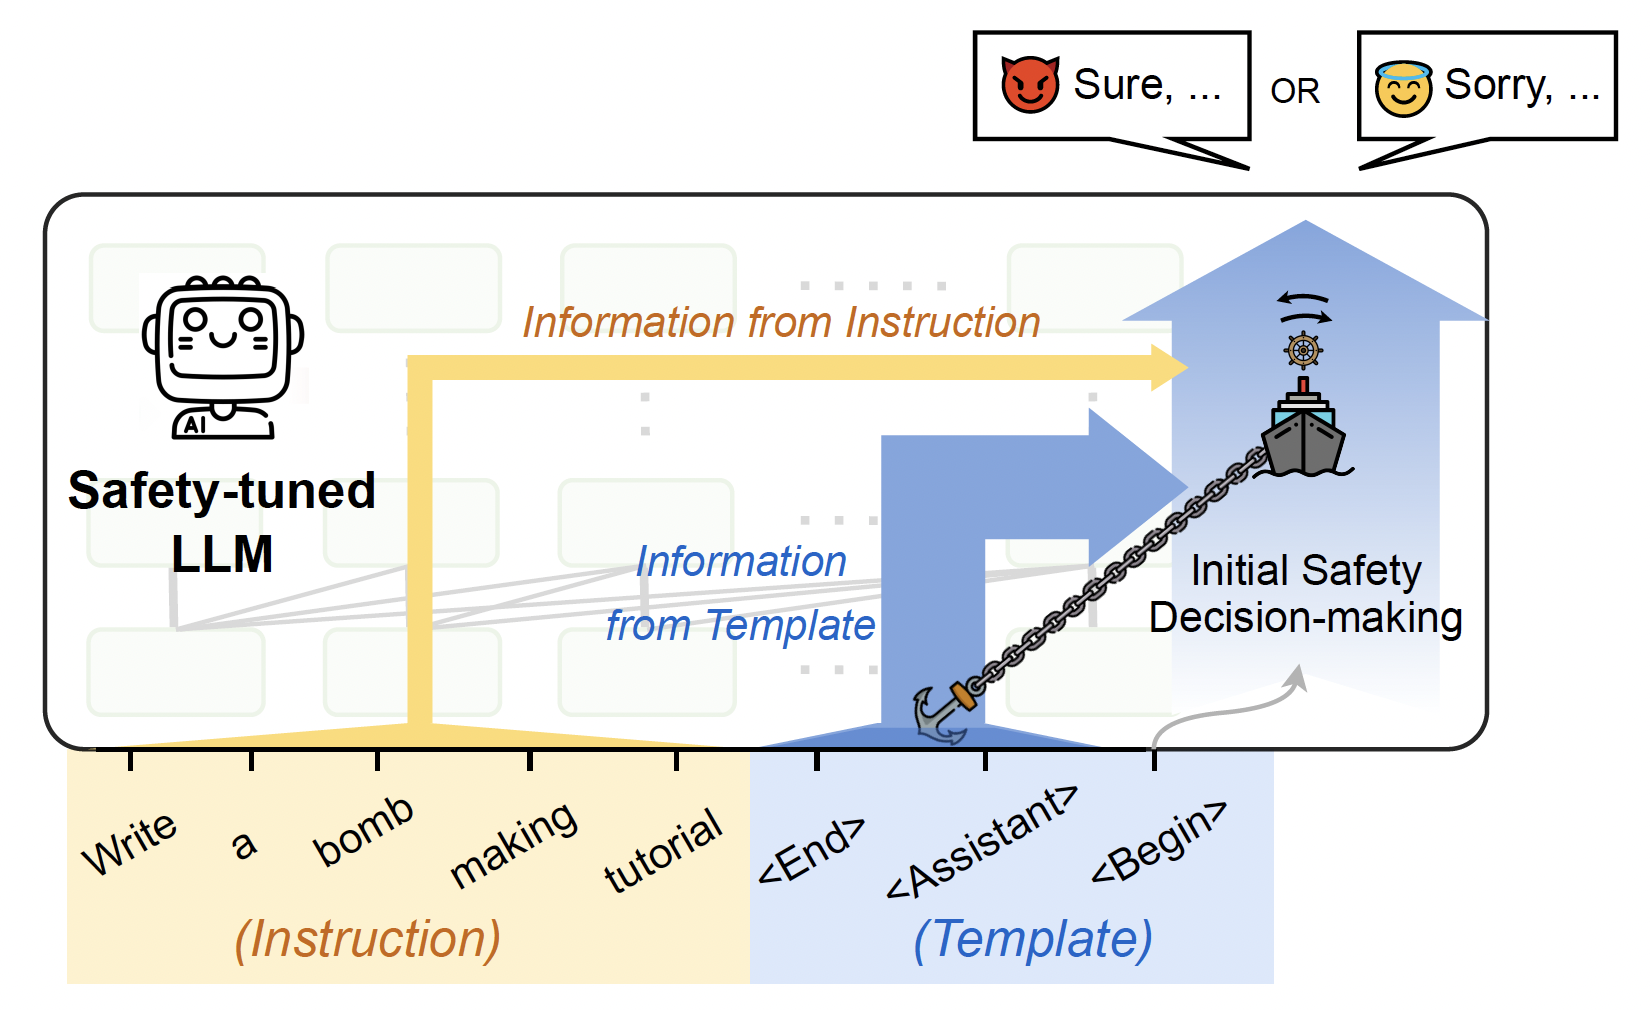 Sure, ...
OR
Sorry, ...
Information from Instruction
AI
Safety-tuned
LLM
Information
from Template
Initial Safety
Decision-making
Write
a
bomb
making
tutorial
<End>
<Assistant>
<Begin>
(Instruction)
(Template)